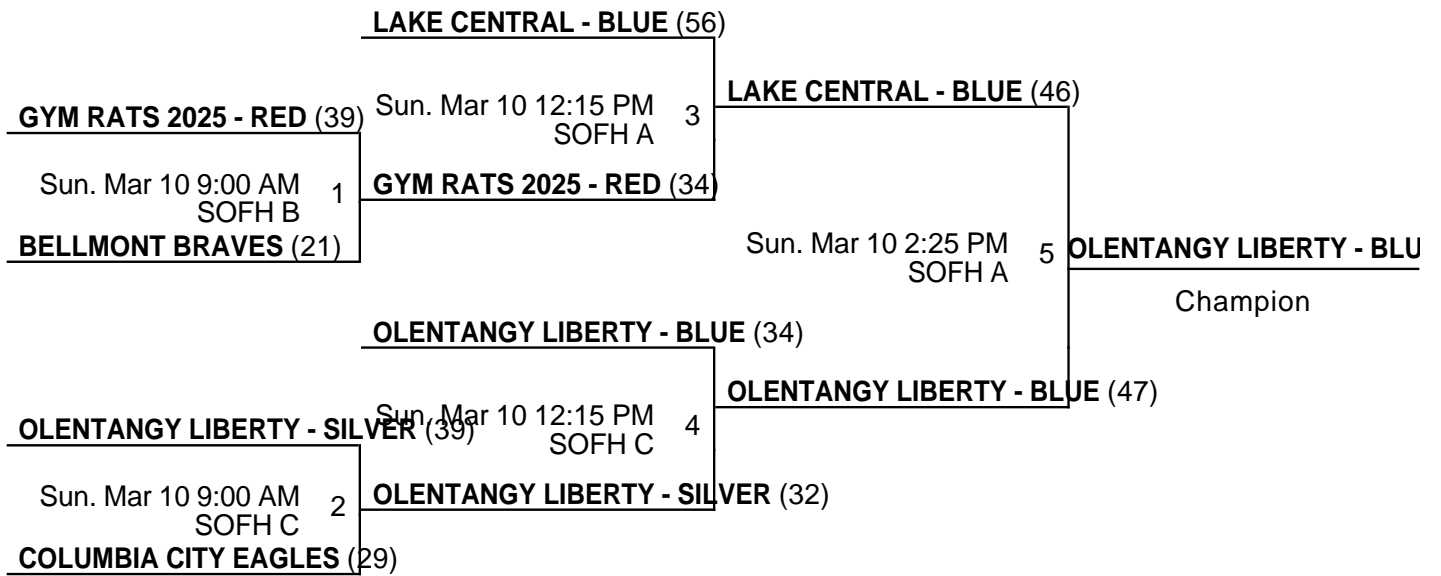 LAKE CENTRAL - BLUE (56)
LAKE CENTRAL - BLUE (46)
GYM RATS 2025 - RED (39)
Sun. Mar 10 12:15 PM
SOFH A
3
Sun. Mar 10 9:00 AM
SOFH B
1
GYM RATS 2025 - RED (34)
BELLMONT BRAVES (21)
Sun. Mar 10 2:25 PM
SOFH A
5
OLENTANGY LIBERTY - BLU
Champion
OLENTANGY LIBERTY - BLUE (34)
OLENTANGY LIBERTY - BLUE (47)
Sun. Mar 10 12:15 PM
SOFH C
4
OLENTANGY LIBERTY - SILVER (39)
Sun. Mar 10 9:00 AM
SOFH C
2
OLENTANGY LIBERTY - SILVER (32)
COLUMBIA CITY EAGLES (29)